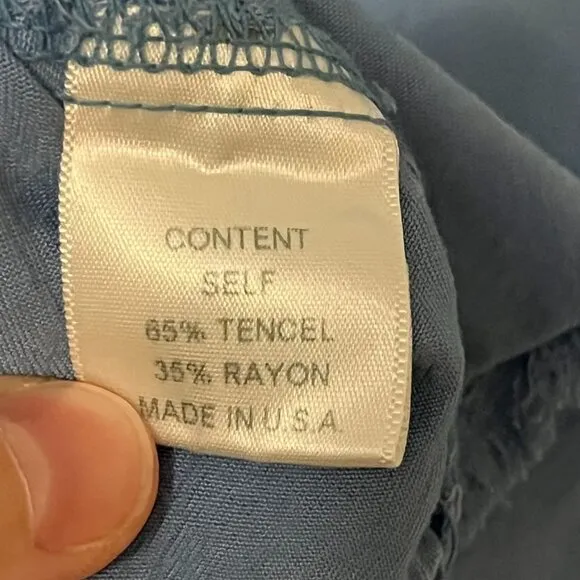 CONTENT
SELF
65% TENCEL
35% RAYON
MADE IN U.S.A.